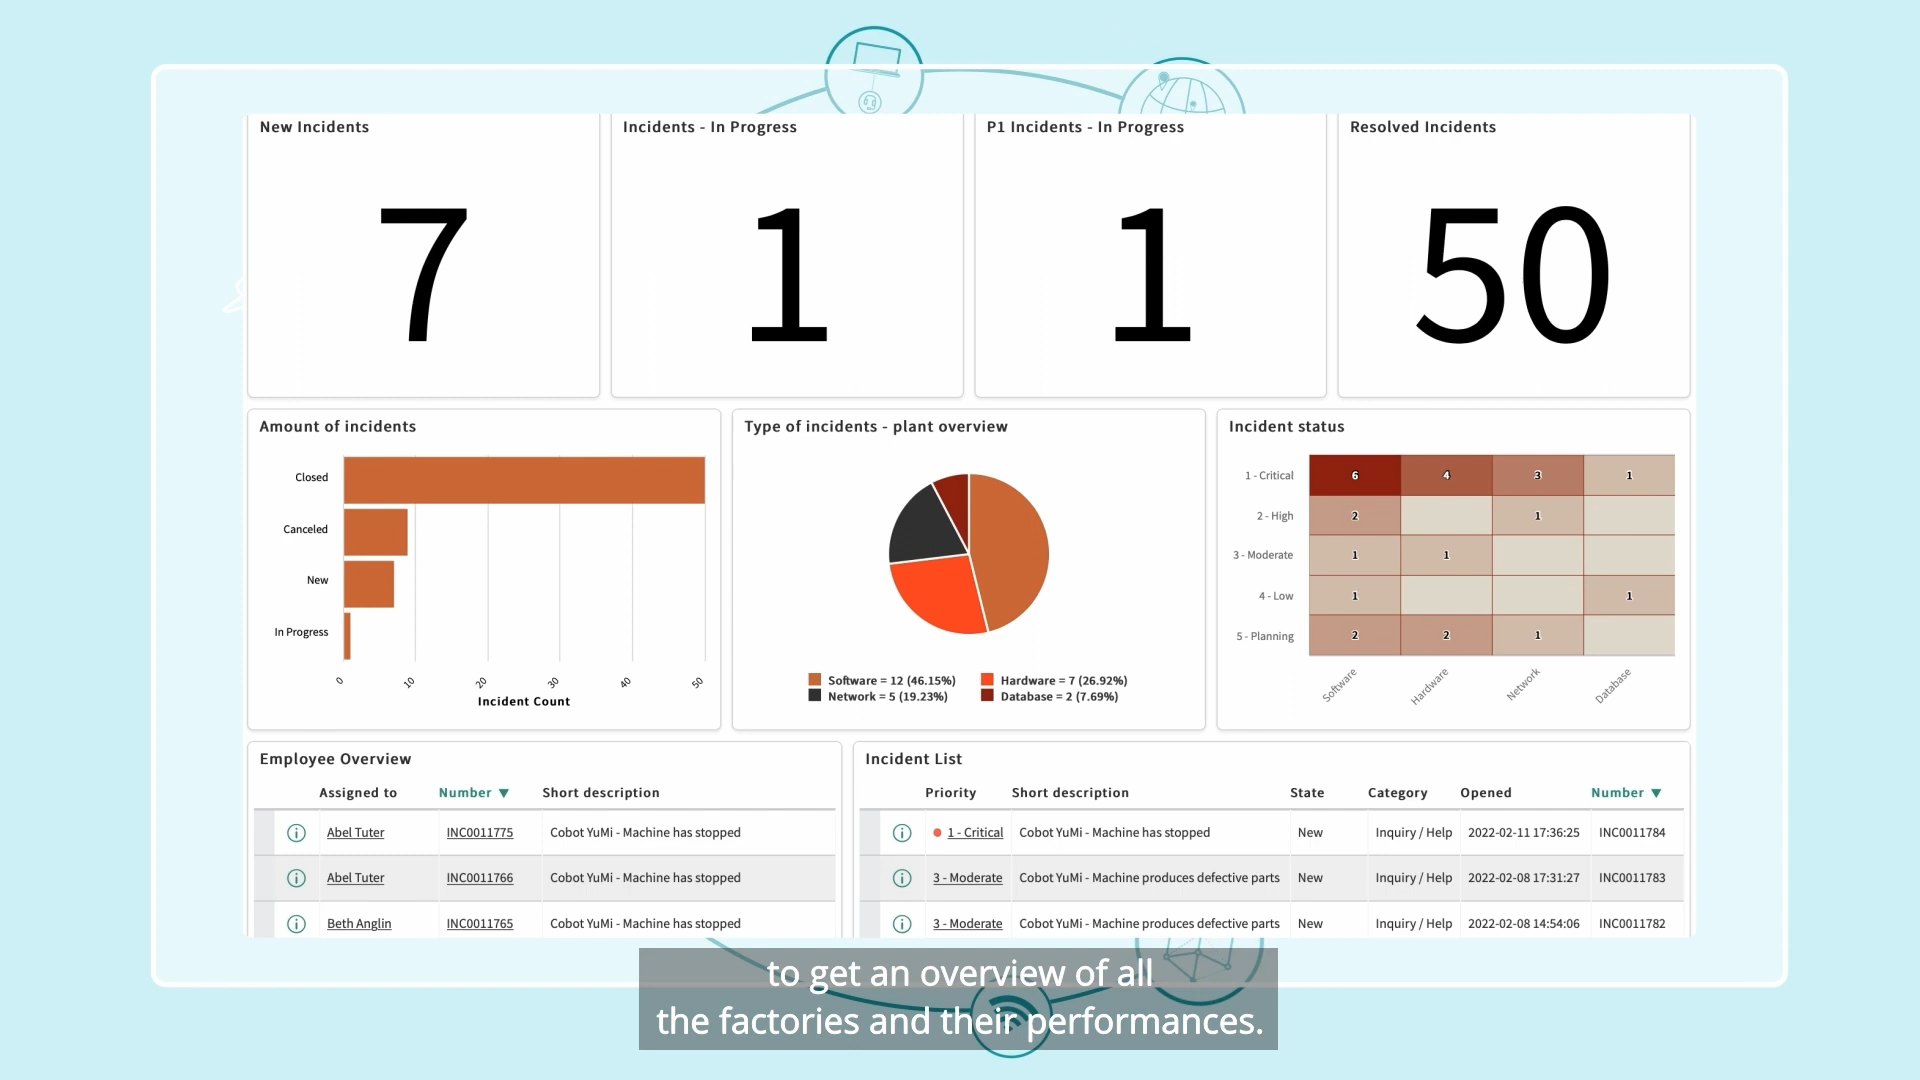 New Incidents
7
Incidents - In Progress
1
P1 Incidents - In Progress
1
Resolved Incidents
50
Amount of incidents
Closed
Canceled
New
In Progress
0 10 20 30 40 50
Incident Count
Type of incidents - plant overview
Software = 12 (46.15%) Hardware = 7 (26.92%)
Network = 5 (19.23%) Database = 2 (7.69%)
Incident status
1 - Critical 6 4 3 1
2 - High 2 1
3 - Moderate 1 1
4 - Low 1 1
5 - Planning 2 2 1
Software Hardware Network Database
Employee Overview
Assigned to Number ▼ Short description
Abel Tuter INC0011775 Cobot YuMi - Machine has stopped
Abel Tuter INC0011766 Cobot YuMi - Machine has stopped
Beth Anglin INC0011765 Cobot YuMi - Machine has stopped
Incident List
Priority Short description State Category Opened Number ▼
1 - Critical Cobot YuMi - Machine has stopped New Inquiry / Help 2022-02-11 17:36:25 INC0011784
3 - Moderate Cobot YuMi - Machine produces defective parts New Inquiry / Help 2022-02-08 17:31:27 INC0011783
3 - Moderate Cobot YuMi - Machine produces defective parts New Inquiry / Help 2022-02-08 14:54:06 INC0011782
to get an overview of all
the factories and their performances.